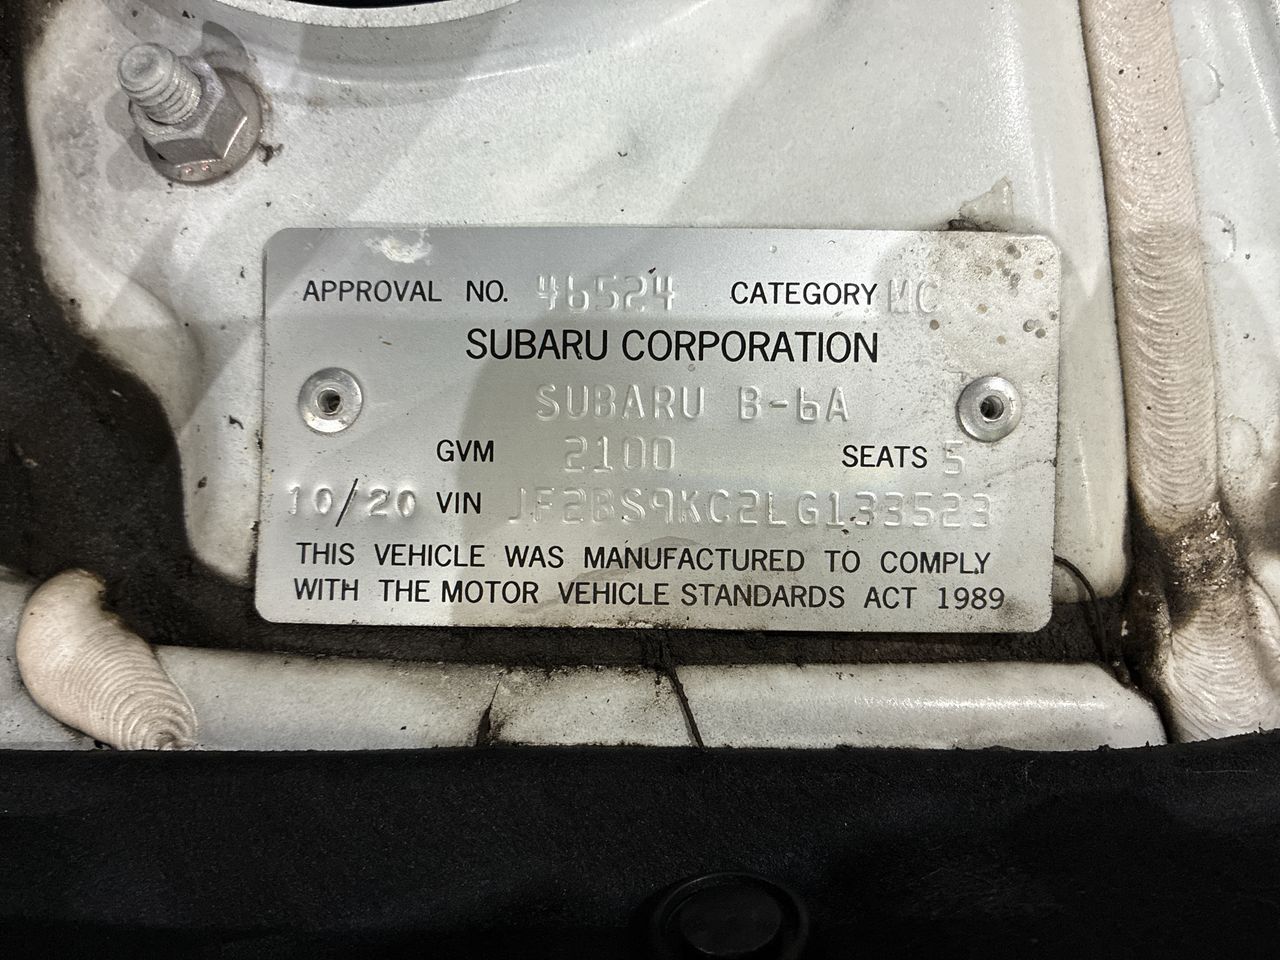 APPROVAL NO. 46524 CATEGORY MC
SUBARU CORPORATION
SUBARU B-6A
GVM 2100 SEATS 5
10/20 VIN JF2BS9KC2LG133523
THIS VEHICLE WAS MANUFACTURED TO COMPLY
WITH THE MOTOR VEHICLE STANDARDS ACT 1989